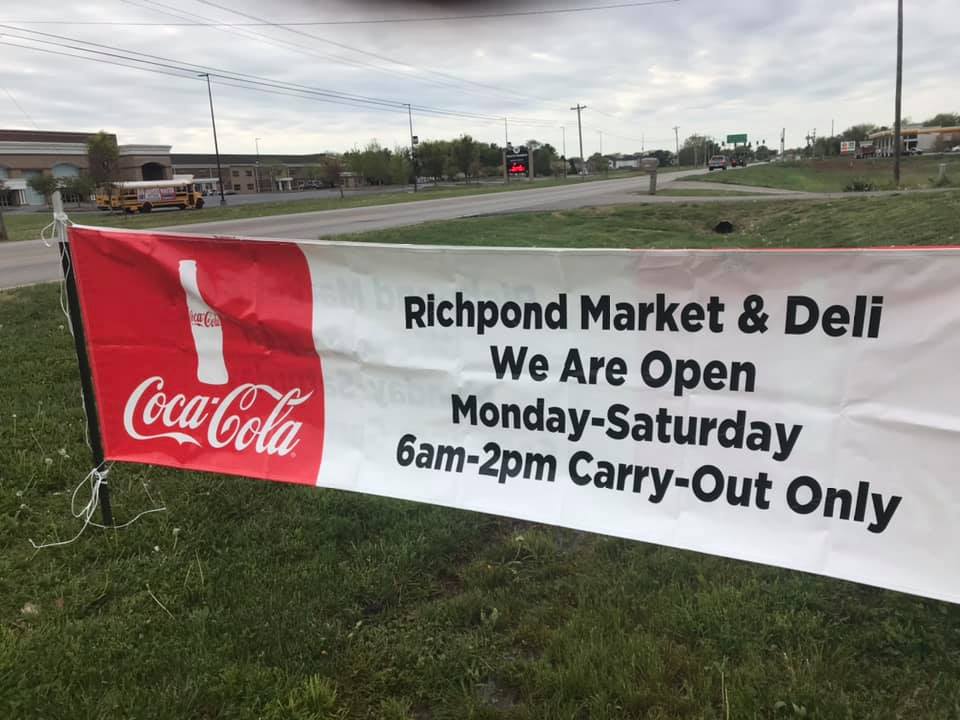 Coca-Cola
Coca-Cola
Richpond Market & Deli
We Are Open
Monday-Saturday
6am-2pm Carry-Out Only